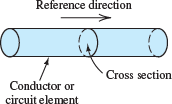 Reference direction
Cross section
Conductor or
circuit element